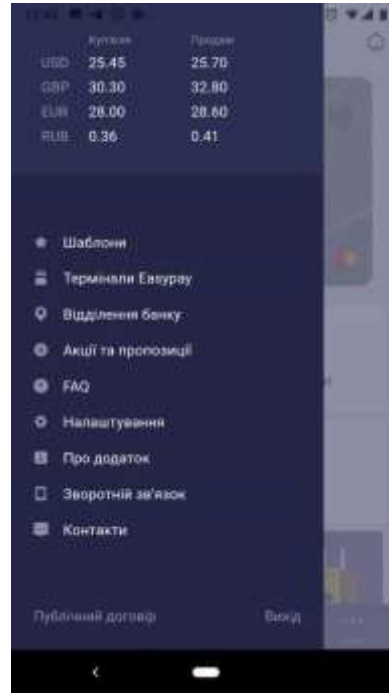 Купівля Продаж
USD 25.45 25.70
GBP 30.30 32.80
EUR 28.00 28.60
RUB 0.36 0.41
Шаблони
Термінали Easypay
Відділення банку
Акції та пропозиції
FAQ
Налаштування
Про додаток
Зворотній зв'язок
Контакти
Публічний договір Вихід